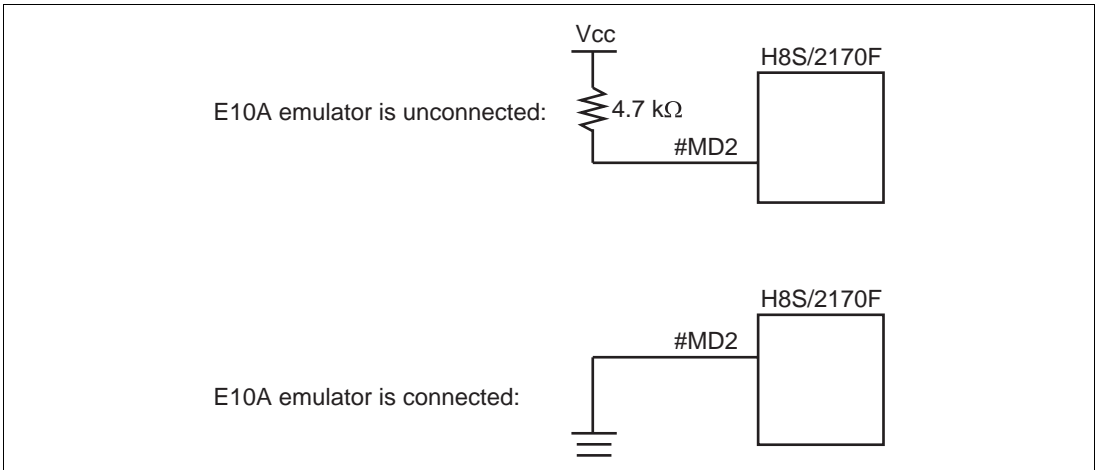 Vcc
H8S/2170F
E10A emulator is unconnected:
4.7 kΩ
#MD2
H8S/2170F
#MD2
E10A emulator is connected: